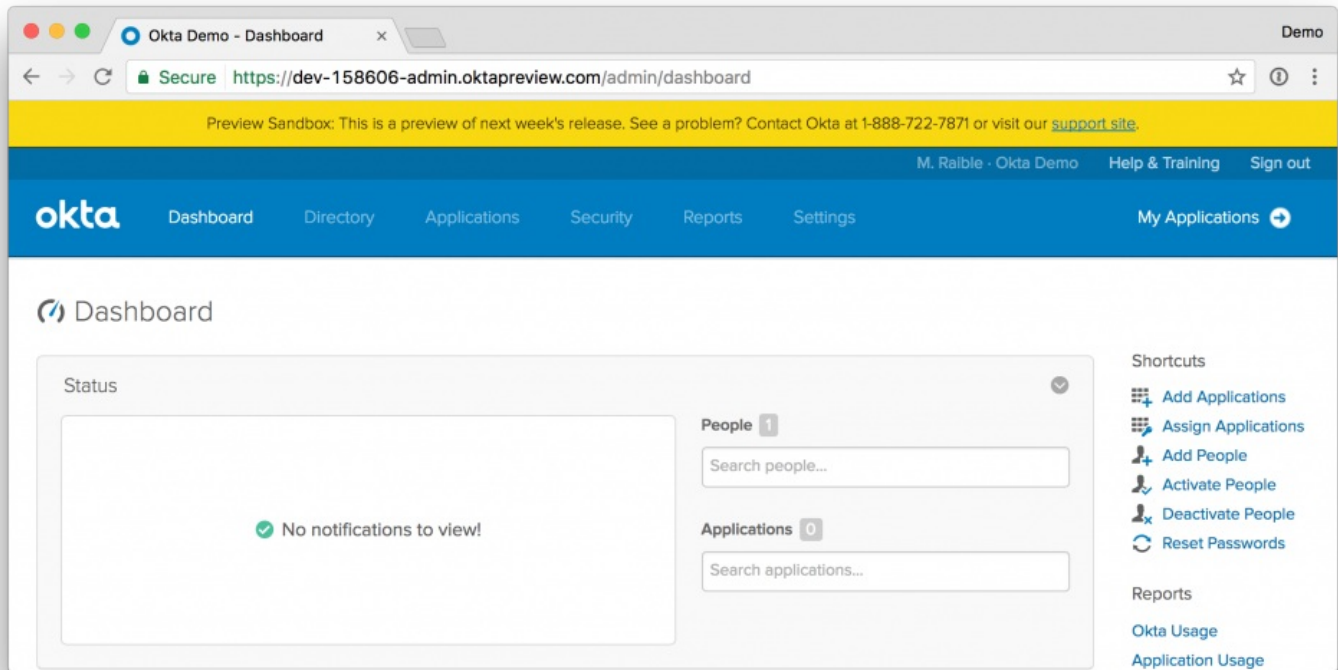 Okta Demo - Dashboard
Demo
Secure https://dev-158606-admin.oktapreview.com/admin/dashboard
Preview Sandbox: This is a preview of next week's release. See a problem? Contact Okta at 1-888-722-7871 or visit our support site.
M. Raible · Okta Demo Help & Training Sign out
okta Dashboard Directory Applications Security Reports Settings My Applications
Dashboard
Status
No notifications to view!
People 1
Search people...
Applications 0
Search applications...
Shortcuts
Add Applications
Assign Applications
Add People
Activate People
Deactivate People
Reset Passwords
Reports
Okta Usage
Application Usage